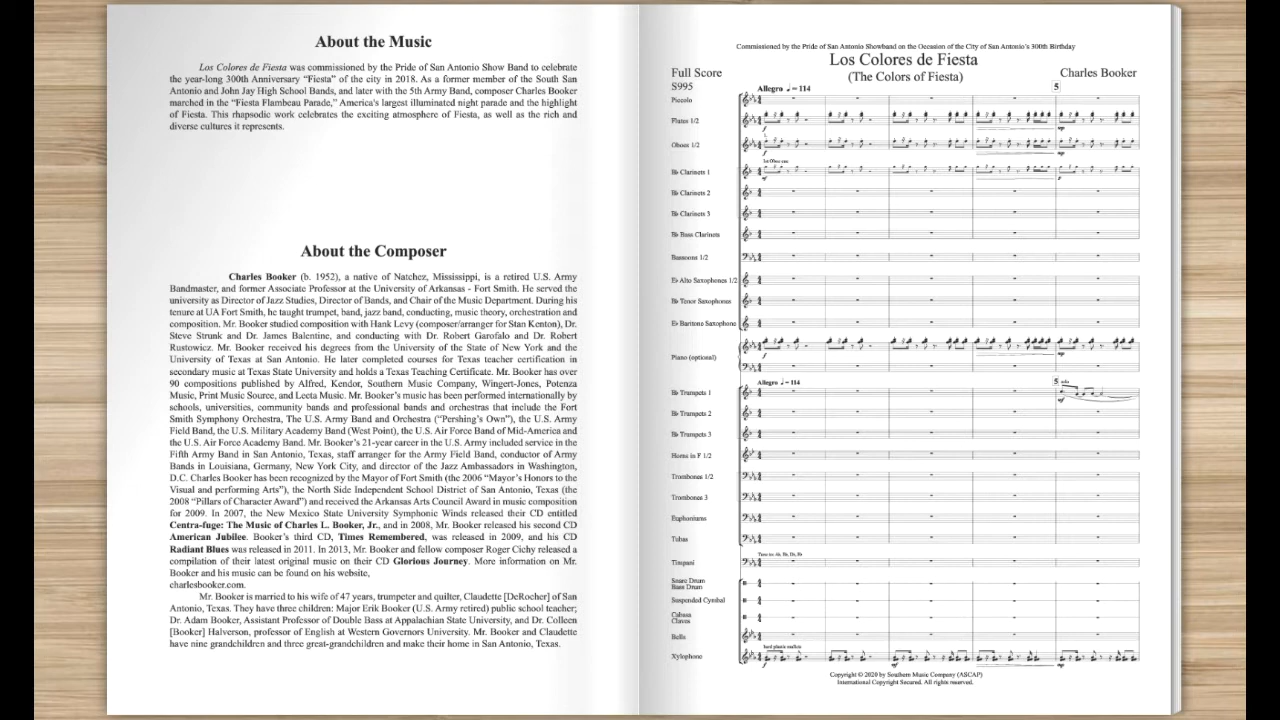 About the Music
Los Colores de Fiesta was commissioned by the Pride of San Antonio Show Band to celebrate
the year-long 300th Anniversary “Fiesta” of the city in 2018. As a former member of the South San
Antonio and John Jay High School Bands, and later with the 5th Army Band, composer Charles Booker
marched in the “Fiesta Flambeau Parade,” America's largest illuminated night parade and the highlight
of Fiesta. This rhapsodic work celebrates the exciting atmosphere of Fiesta, as well as the rich and
diverse cultures it represents.
About the Composer
Charles Booker (b. 1952), a native of Natchez, Mississippi, is a retired U.S. Army
Bandmaster, and former Associate Professor at the University of Arkansas - Fort Smith. He served the
university as Director of Jazz Studies, Director of Bands, and Chair of the Music Department. During his
tenure at UA Fort Smith, he taught trumpet, band, jazz band, conducting, music theory, orchestration and
composition. Mr. Booker studied composition with Hank Levy (composer/arranger for Stan Kenton), Dr.
Steve Strunk and Dr. James Balentine, and conducting with Dr. Robert Garofalo and Dr. Robert
Rustowicz. Mr. Booker received his degrees from the University of the State of New York and the
University of Texas at San Antonio. He later completed courses for Texas teacher certification in
secondary music at Texas State University and holds a Texas Teaching Certificate. Mr. Booker has over
90 compositions published by Alfred, Kendor, Southern Music Company, Wingert-Jones, Potenza
Music, Print Music Source, and Leeta Music. Mr. Booker’s music has been performed internationally by
schools, universities, community bands and professional bands and orchestras that include the Fort
Smith Symphony Orchestra, The U.S. Army Band and Orchestra (“Pershing’s Own”), the U.S. Army
Field Band, the U.S. Military Academy Band (West Point), the U.S. Air Force Band of Mid-America and
the U.S. Air Force Academy Band. Mr. Booker’s 21-year career in the U.S. Army included service in the
Fifth Army Band in San Antonio, Texas, staff arranger for the Army Field Band, conductor of Army
Bands in Louisiana, Germany, New York City, and director of the Jazz Ambassadors in Washington,
D.C. Charles Booker has been recognized by the Mayor of Fort Smith (the 2006 “Mayor’s Honors to the
Visual and performing Arts”), the North Side Independent School District of San Antonio, Texas (the
2008 “Pillars of Character Award”) and received the Arkansas Arts Council Award in music composition
for 2009. In 2007, the New Mexico State University Symphonic Winds released their CD entitled
Centra-fuge: The Music of Charles L. Booker, Jr., and in 2008, Mr. Booker released his second CD
American Jubilee. Booker’s third CD, Times Remembered, was released in 2009, and his CD
Radiant Blues was released in 2011. In 2013, Mr. Booker and fellow composer Roger Cichy released a
compilation of their latest original music on their CD Glorious Journey. More information on Mr.
Booker and his music can be found on his website,
charlesbooker.com.
Mr. Booker is married to his wife of 47 years, trumpeter and quilter, Claudette [DeRocher] of San
Antonio, Texas. They have three children: Major Erik Booker (U.S. Army retired) public school teacher;
Dr. Adam Booker, Assistant Professor of Double Bass at Appalachian State University, and Dr. Colleen
[Booker] Halverson, professor of English at Western Governors University. Mr. Booker and Claudette
have nine grandchildren and three great-grandchildren and make their home in San Antonio, Texas.
Commissioned by the Pride of San Antonio Showband on the Occasion of the City of San Antonio’s 300th Birthday
Los Colores de Fiesta
(The Colors of Fiesta)
Full Score
S995
Charles Booker
Allegro ♩ = 114
5
Piccolo
Flutes 1/2
Oboes 1/2
1st Oboe cue
B♭ Clarinets 1
B♭ Clarinets 2
B♭ Clarinets 3
B♭ Bass Clarinets
Bassoons 1/2
E♭ Alto Saxophones 1/2
B♭ Tenor Saxophones
E♭ Baritone Saxophone
Piano (optional)
Allegro ♩ = 114
5 solo
B♭ Trumpets 1
B♭ Trumpets 2
B♭ Trumpets 3
Horns in F 1/2
Trombones 1/2
Trombones 3
Euphoniums
Tubas
Timpani
Snare Drum
Bass Drum
Suspended Cymbal
Cabasa
Claves
Bells
hard plastic mallets
Xylophone
Copyright © 2020 by Southern Music Company (ASCAP)
International Copyright Secured. All rights reserved.